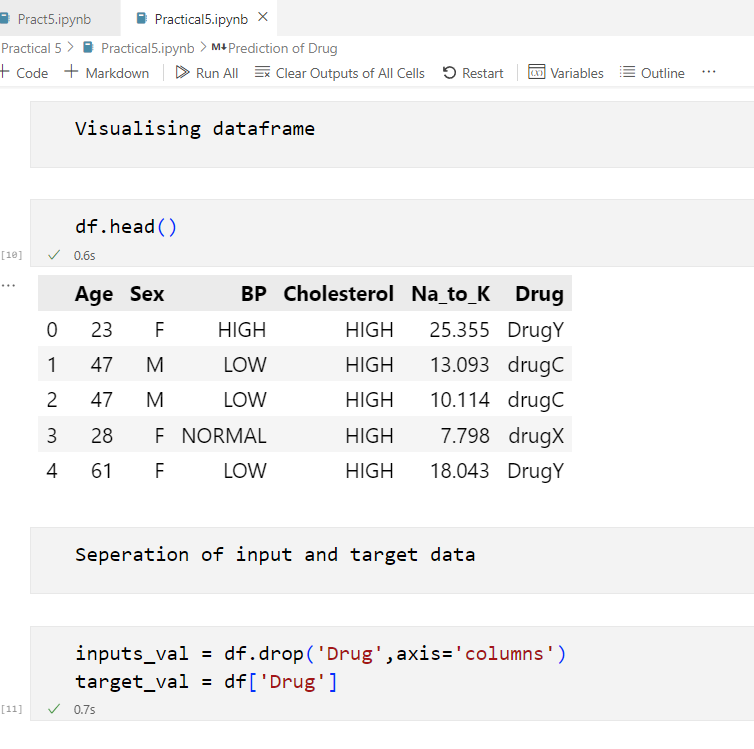 Pract5.ipynb Practical5.ipynb ×
Practical 5 > Practical5.ipynb > M↓Prediction of Drug
+ Code + Markdown Run All Clear Outputs of All Cells Restart (x) Variables Outline ...
Visualising dataframe
df.head()
[10] ✓ 0.6s
...
Age Sex BP Cholesterol Na_to_K Drug
0 23 F HIGH HIGH 25.355 DrugY
1 47 M LOW HIGH 13.093 drugC
2 47 M LOW HIGH 10.114 drugC
3 28 F NORMAL HIGH 7.798 drugX
4 61 F LOW HIGH 18.043 DrugY
Seperation of input and target data
inputs_val = df.drop('Drug',axis='columns')
target_val = df['Drug']
[11] ✓ 0.7s